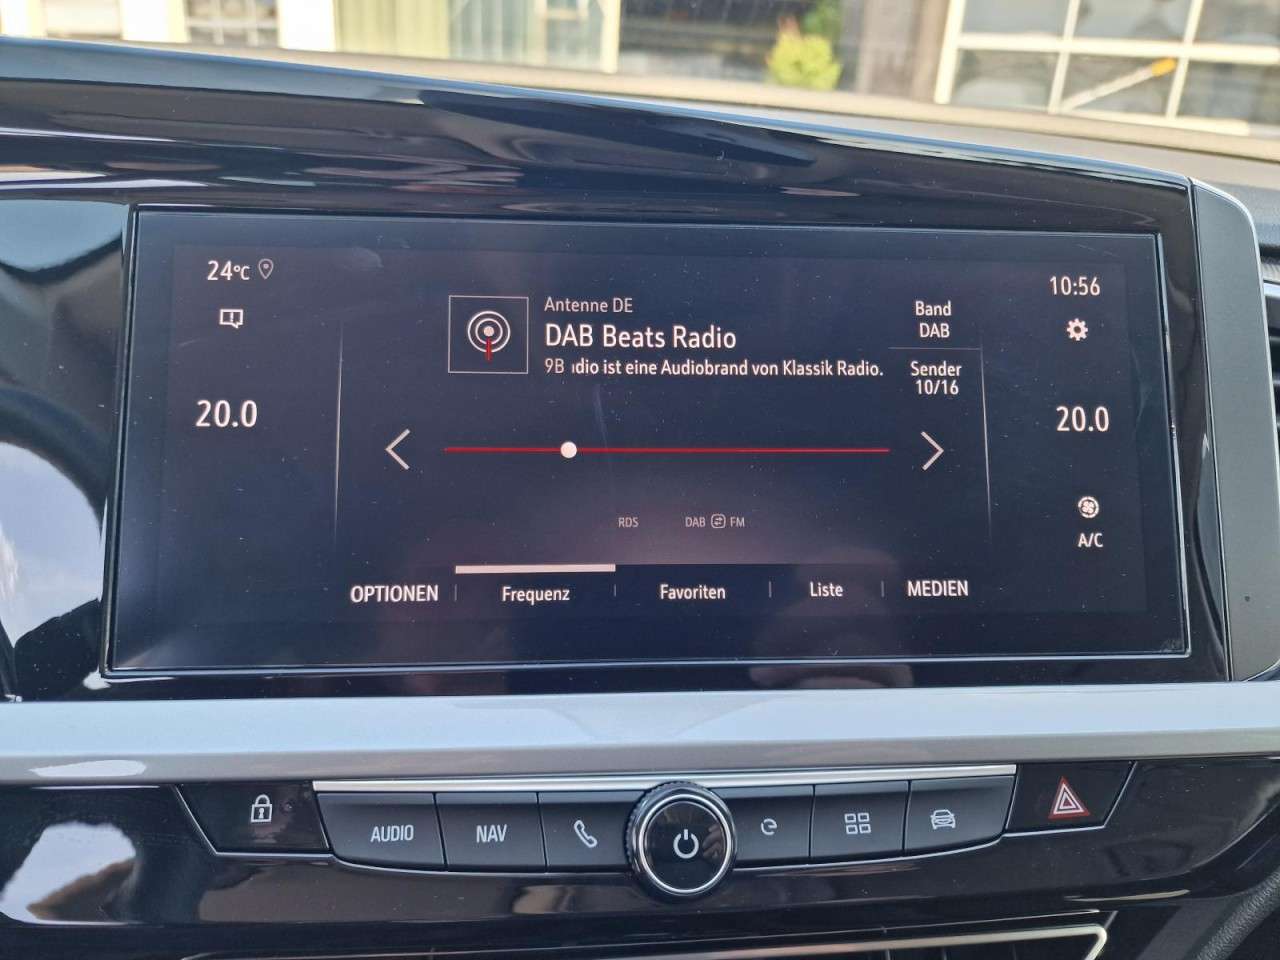 24°C
10:56
Antenne DE
DAB Beats Radio
9B dio ist eine Audiobrand von Klassik Radio.
Band
DAB
Sender
10/16
20.0
20.0
RDS
DAB FM
A/C
OPTIONEN
Frequenz
Favoriten
Liste
MEDIEN
AUDIO
NAV